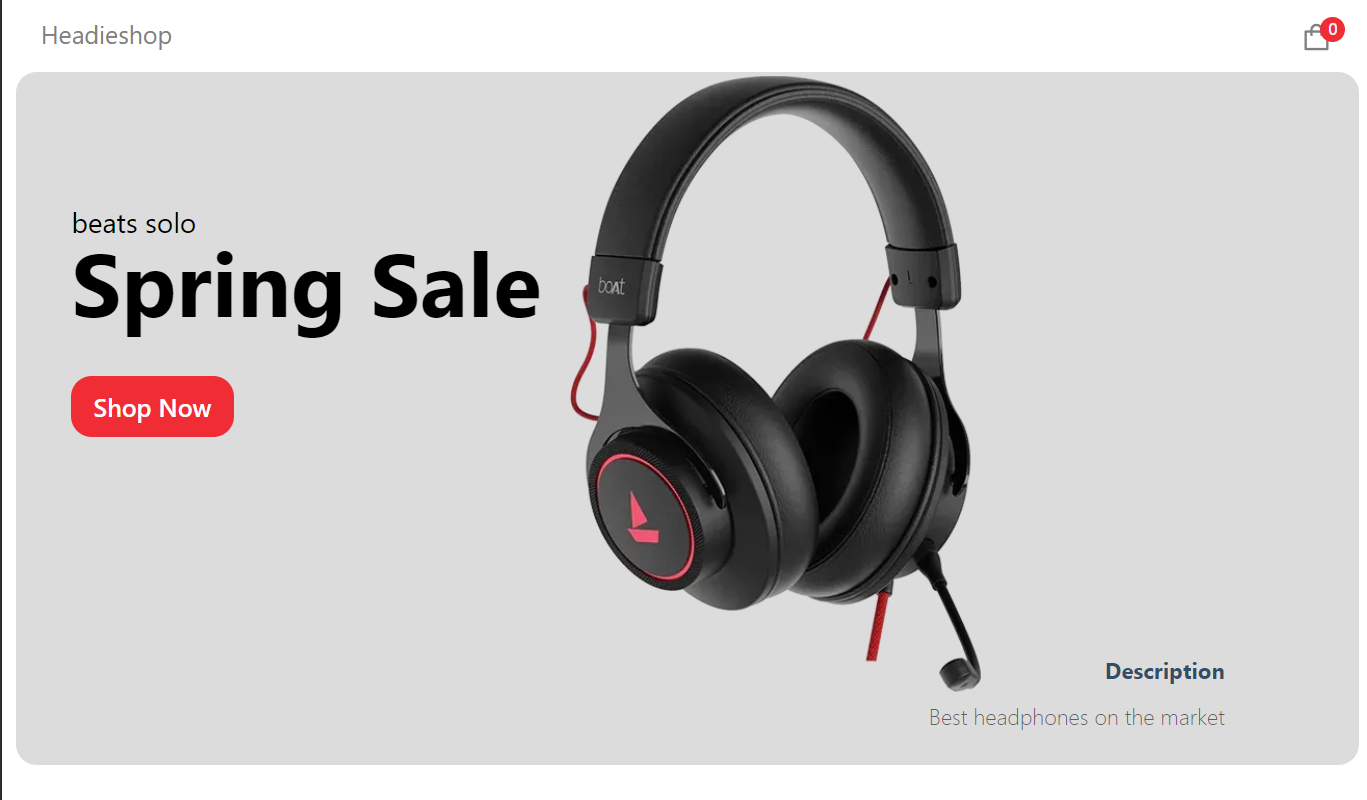 Headieshop
0
beats solo
Spring Sale
boAt
L
Shop Now
Description
Best headphones on the market